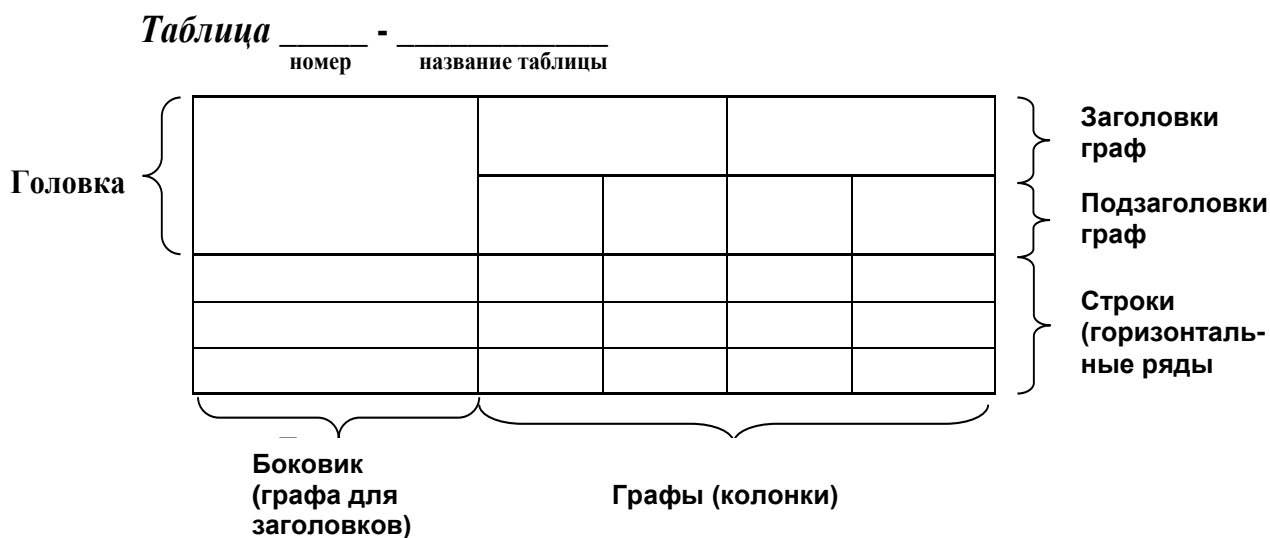 Таблица _____ - ____________
номер название таблицы
Заголовки
граф
Головка
Подзаголовки
граф
Строки
(горизонталь-
ные ряды
Боковик
(графа для
заголовков)
Графы (колонки)